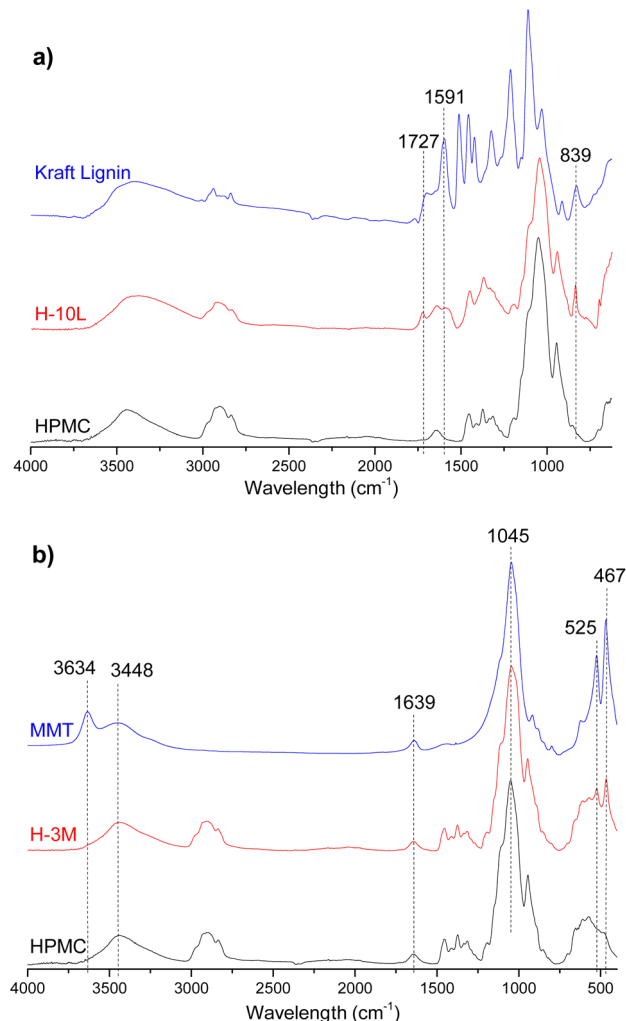 a)
1591
1727
839
Kraft Lignin
H-10L
HPMC
4000 3500 3000 2500 2000 1500 1000
Wavelength (cm⁻¹)
b)
1045
467
525
3634
3448
1639
MMT
H-3M
HPMC
4000 3500 3000 2500 2000 1500 1000 500
Wavelength (cm⁻¹)